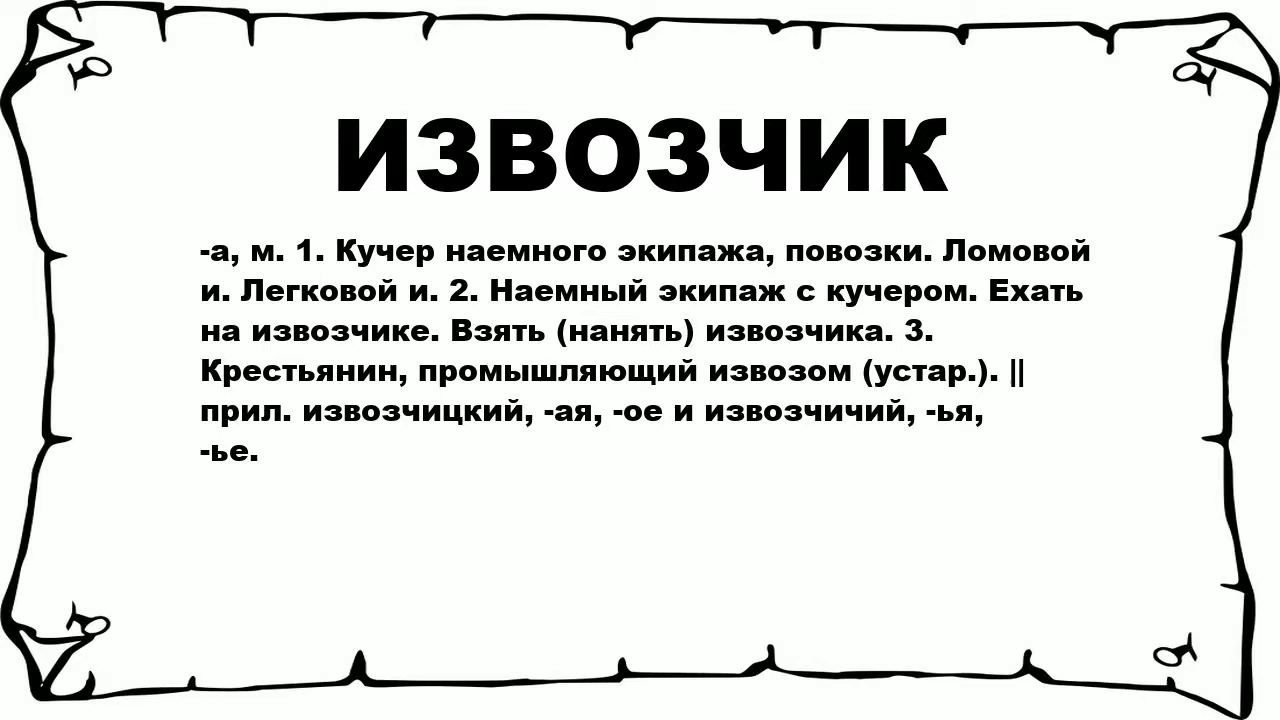 ИЗВОЗЧИК
-а, м. 1. Кучер наемного экипажа, повозки. Ломовой
и. Легковой и. 2. Наемный экипаж с кучером. Ехать
на извозчике. Взять (нанять) извозчика. 3.
Крестьянин, промышляющий извозом (устар.). ||
прил. извозчицкий, -ая, -ое и извозчичий, -ья,
-ье.